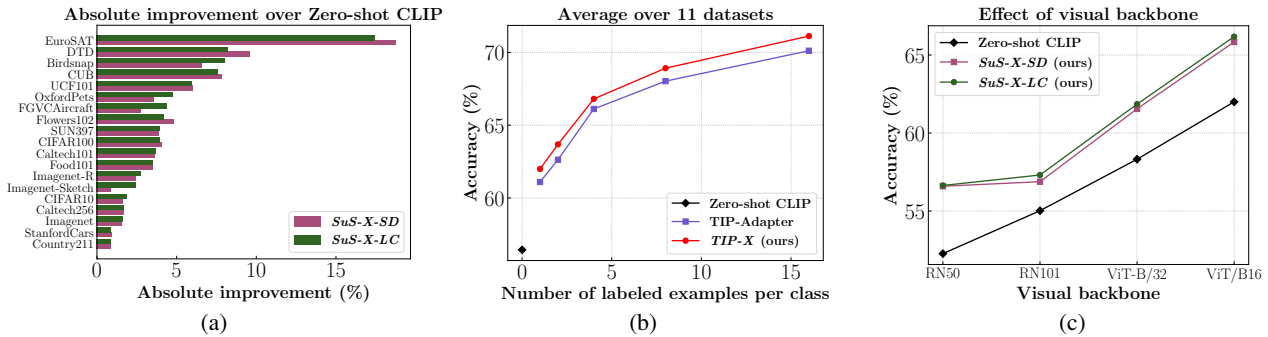 Absolute improvement over Zero-shot CLIP
EuroSAT
DTD
Birdsnap
CUB
UCF101
OxfordPets
FGVCAircraft
Flowers102
SUN397
CIFAR100
Caltech101
Food101
Imagenet-R
Imagenet-Sketch
CIFAR10
Caltech256
Imagenet
StanfordCars
Country211
SuS-X-SD
SuS-X-LC
0 5 10 15
Absolute improvement (%)
(a)
Average over 11 datasets
Accuracy (%)
70
65
60
Zero-shot CLIP
TIP-Adapter
TIP-X (ours)
0 5 10 15
Number of labeled examples per class
(b)
Effect of visual backbone
Zero-shot CLIP
SuS-X-SD (ours)
SuS-X-LC (ours)
Accuracy (%)
65
60
55
RN50 RN101 ViT-B/32 ViT/B16
Visual backbone
(c)